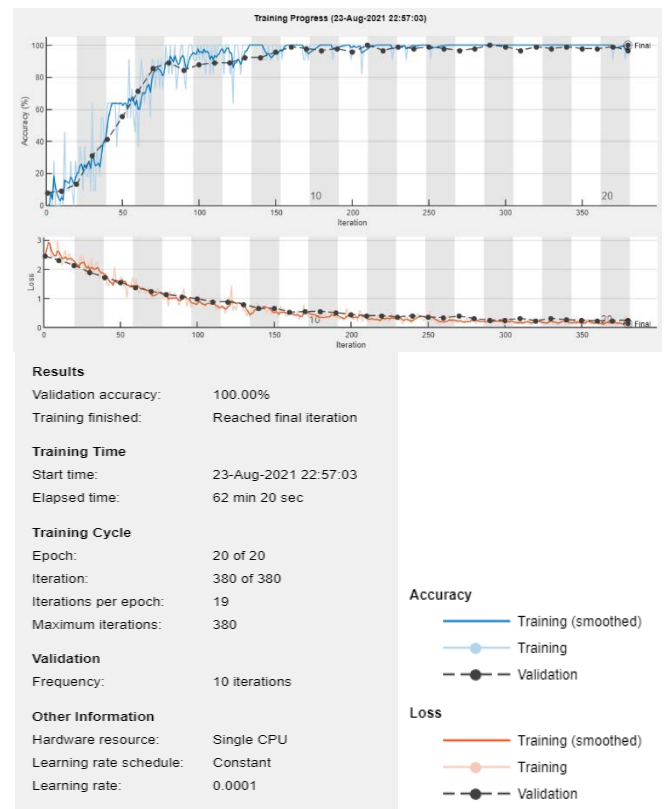 Training Progress (23-Aug-2021 22:57:03)
100
80
60
40
20
0
Accuracy (%)
Final
10
20
0 50 100 150 200 250 300 350
Iteration
3
2
1
0
Loss
10
20
Final
0 50 100 150 200 250 300 350
Iteration
Results
Validation accuracy: 100.00%
Training finished: Reached final iteration
Training Time
Start time: 23-Aug-2021 22:57:03
Elapsed time: 62 min 20 sec
Training Cycle
Epoch: 20 of 20
Iteration: 380 of 380
Iterations per epoch: 19
Maximum iterations: 380
Validation
Frequency: 10 iterations
Other Information
Hardware resource: Single CPU
Learning rate schedule: Constant
Learning rate: 0.0001
Accuracy
Training (smoothed)
Training
Validation
Loss
Training (smoothed)
Training
Validation